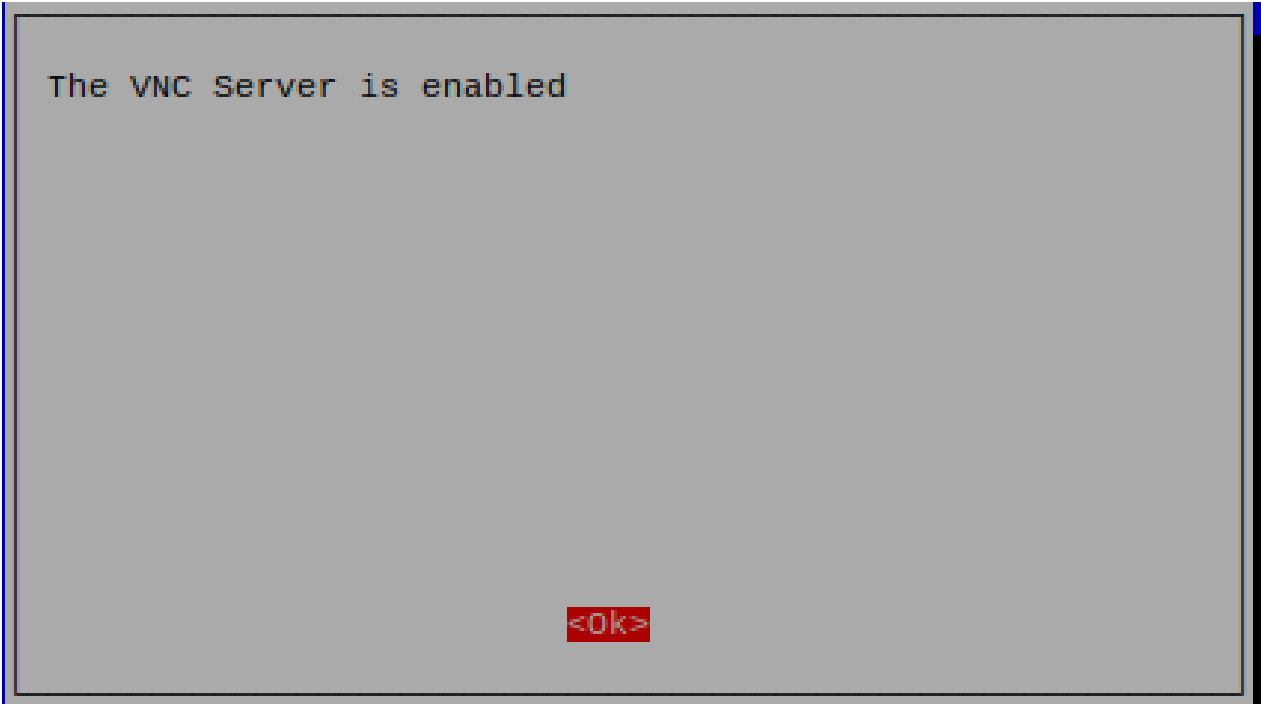 The VNC Server is enabled
<Ok>